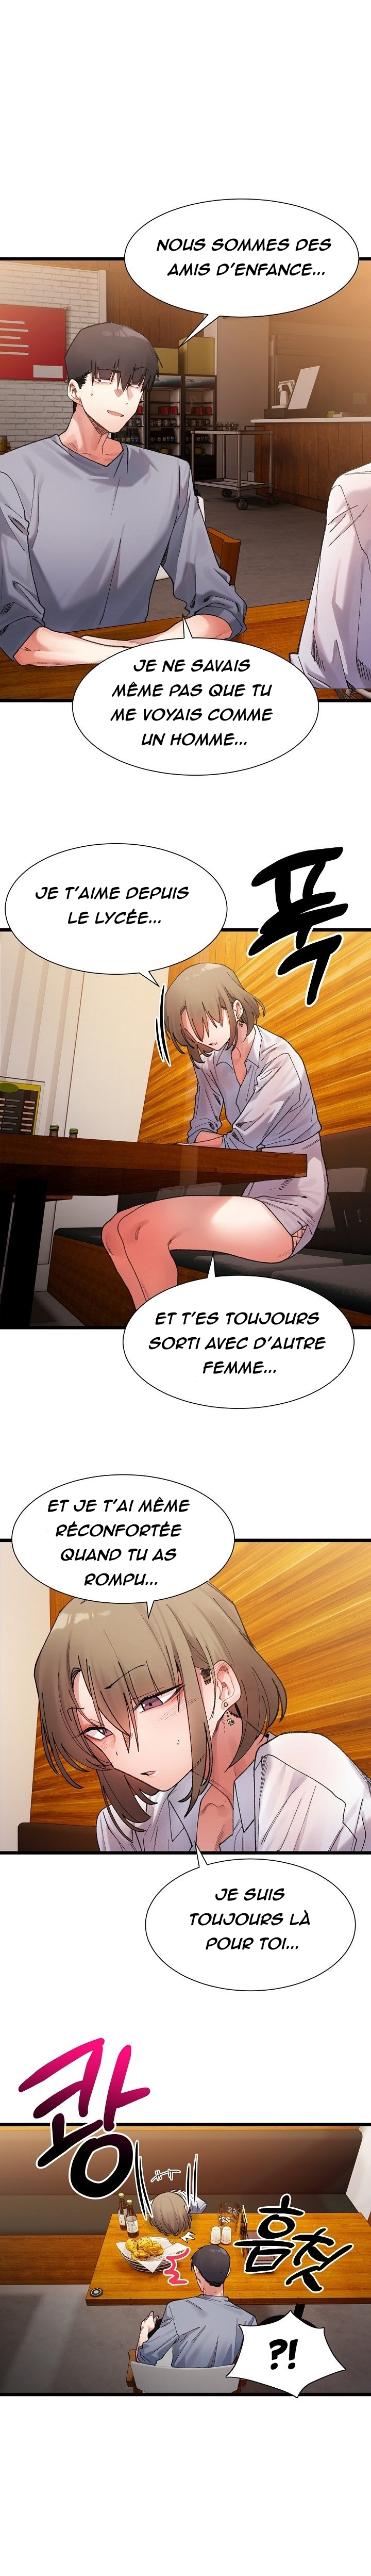 NOUS SOMMES DES
AMIS D'ENFANCE...
JE NE SAVAIS
MÊME PAS QUE TU
ME VOYAIS COMME
UN HOMME...
JE T'AIME DEPUIS
LE LYCÉE...
푹
ET T'ES TOUJOURS
SORTI AVEC D'AUTRE
FEMME...
ET JE T'AI MÊME
RÉCONFORTÉE
QUAND TU AS
ROMPU...
JE SUIS
TOUJOURS LÀ
POUR TOI...
쾅
흠칫
?!